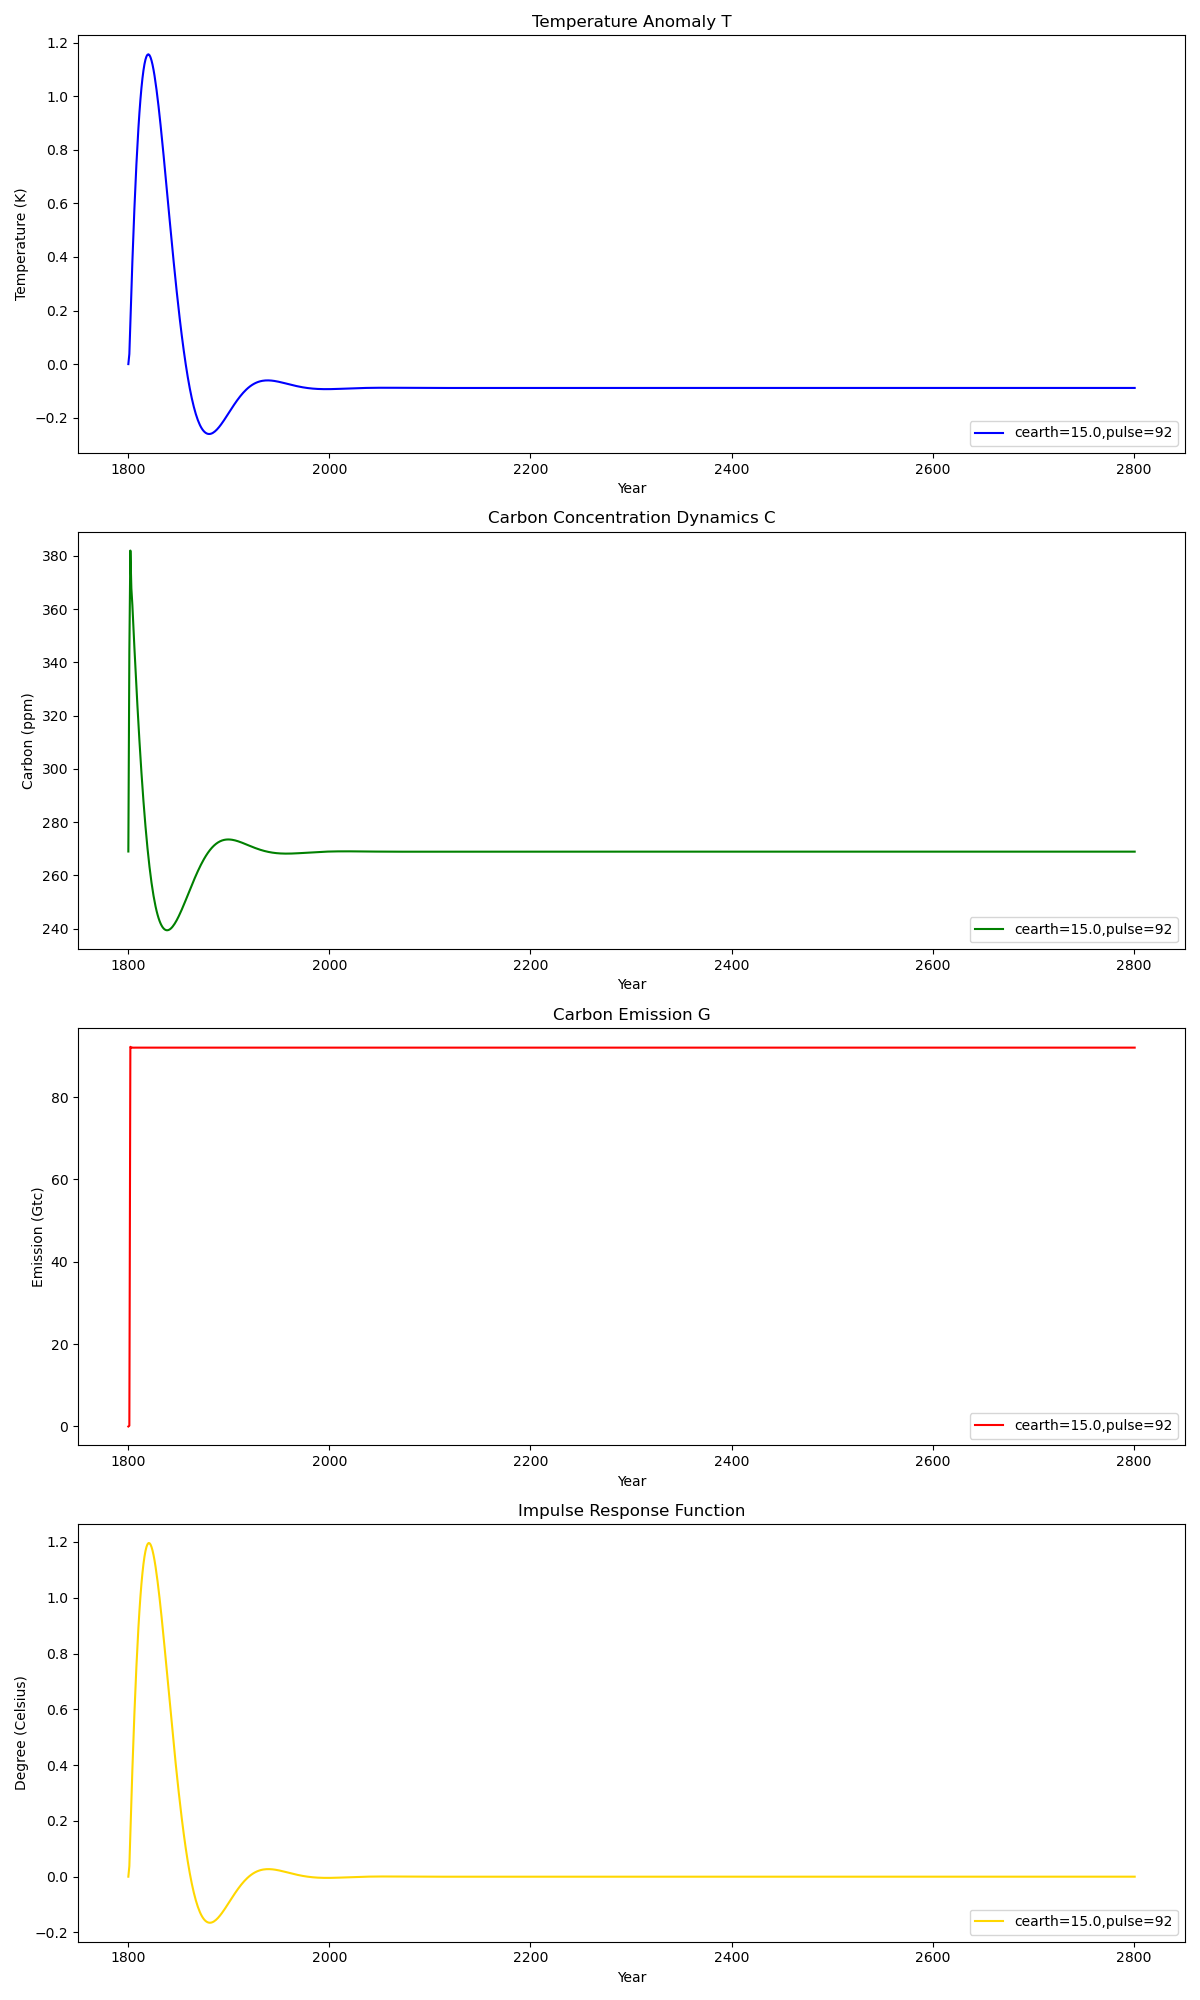 Temperature Anomaly T
1.2
1.0
0.8
0.6
0.4
0.2
0.0
−0.2
Temperature (K)
cearth=15.0,pulse=92
1800 2000 2200 2400 2600 2800
Year
Carbon Concentration Dynamics C
380
360
340
320
300
280
260
240
Carbon (ppm)
cearth=15.0,pulse=92
1800 2000 2200 2400 2600 2800
Year
Carbon Emission G
80
60
40
20
0
Emission (Gtc)
cearth=15.0,pulse=92
1800 2000 2200 2400 2600 2800
Year
Impulse Response Function
1.2
1.0
0.8
0.6
0.4
0.2
0.0
−0.2
Degree (Celsius)
cearth=15.0,pulse=92
1800 2000 2200 2400 2600 2800
Year